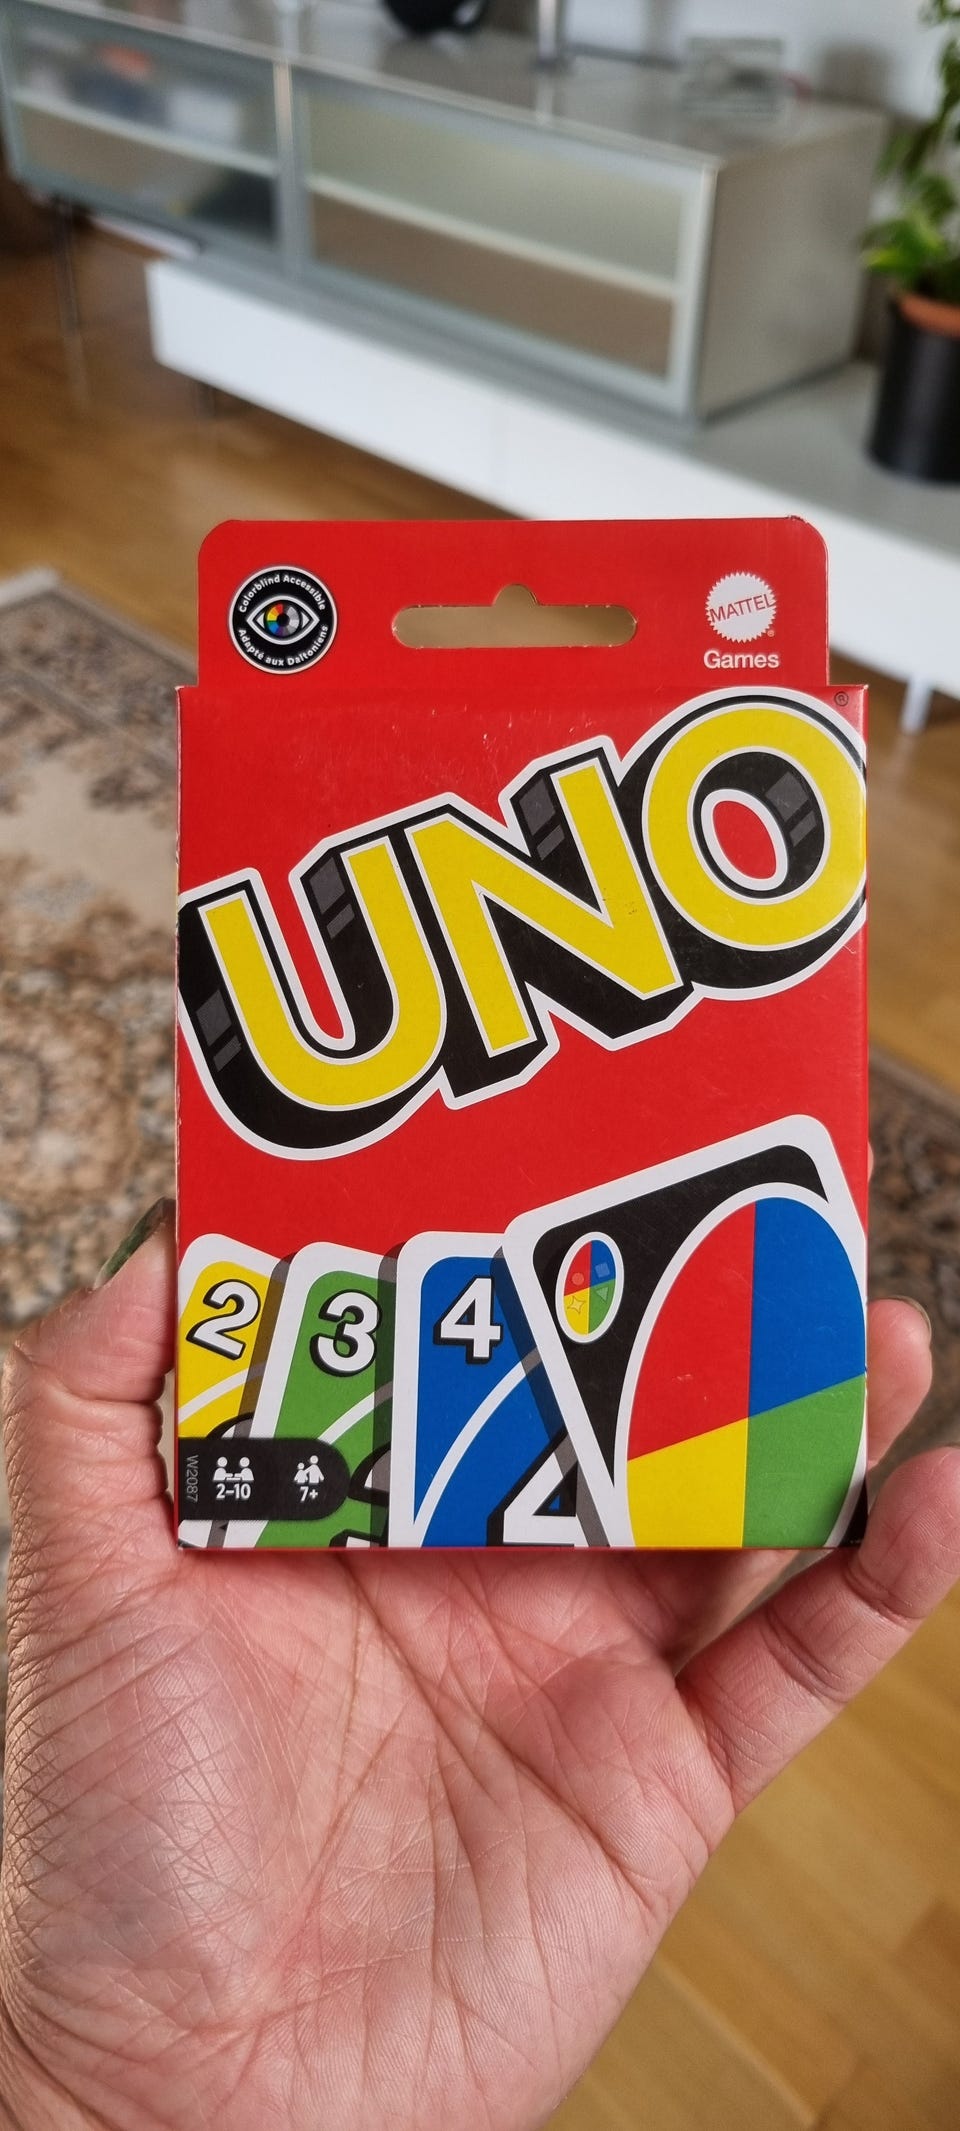 Colorblind Accessible
Adapté aux Daltoniens
MATTEL
®
Games
®
UNO
2
3
4
W2087
2-10
7+